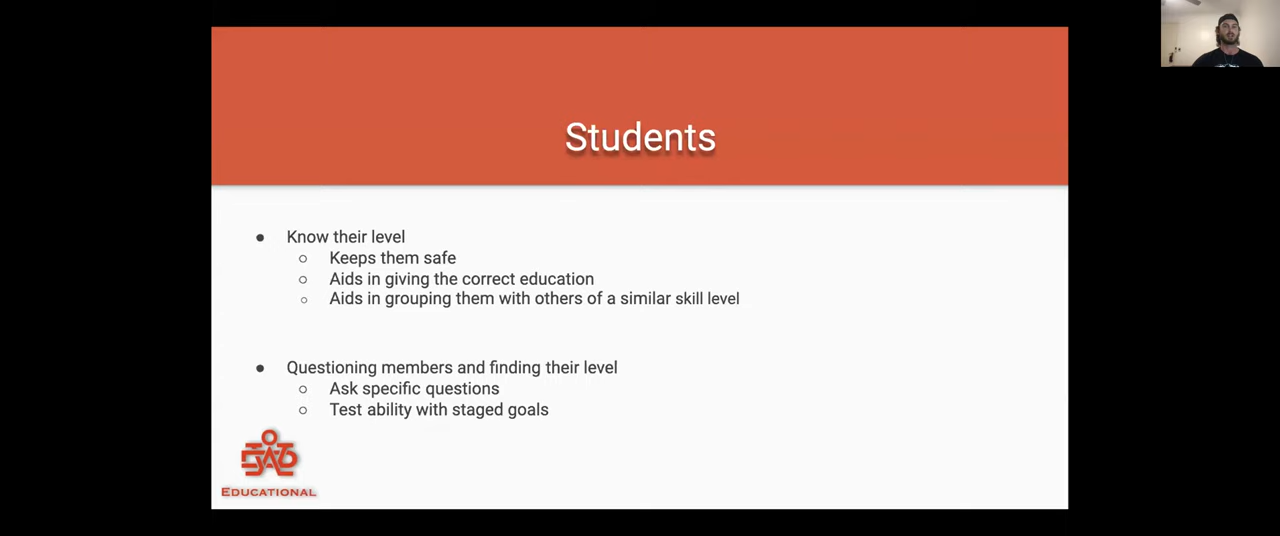 Students
Know their level
Keeps them safe
Aids in giving the correct education
Aids in grouping them with others of a similar skill level
Questioning members and finding their level
Ask specific questions
Test ability with staged goals
EDUCATIONAL